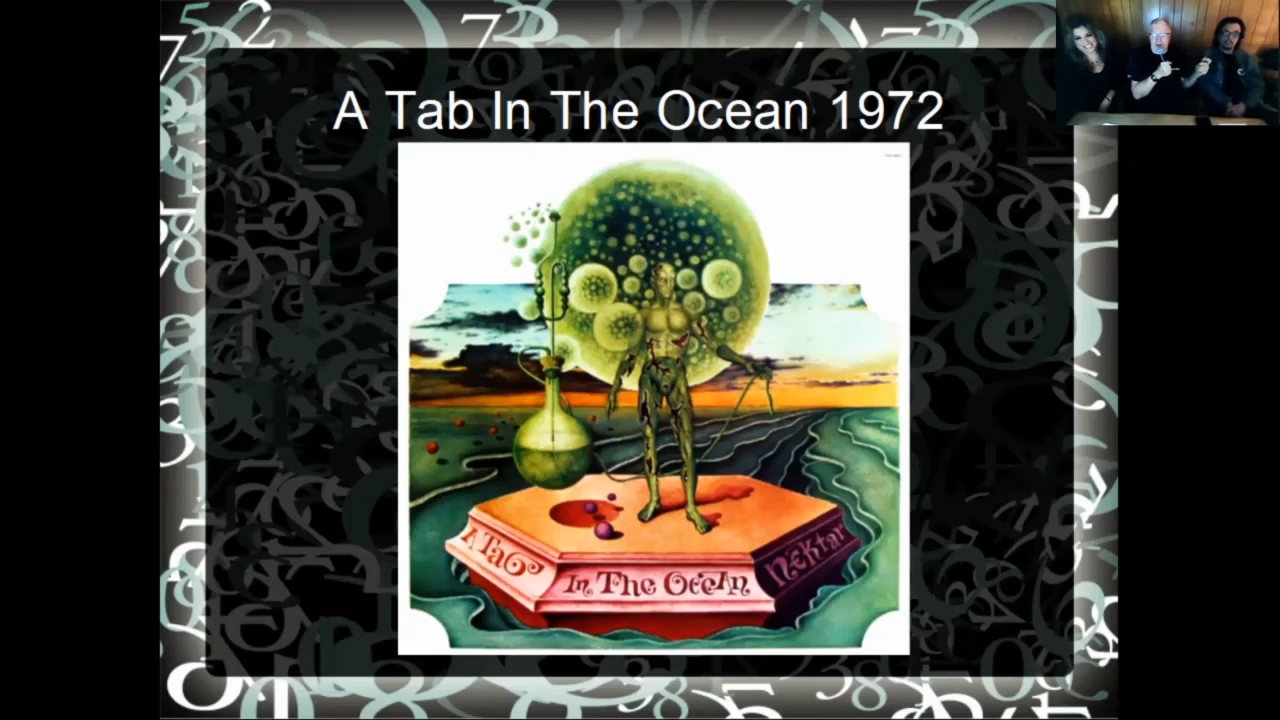 A Tab In The Ocean 1972
A Tab
In The Ocean
Nektar